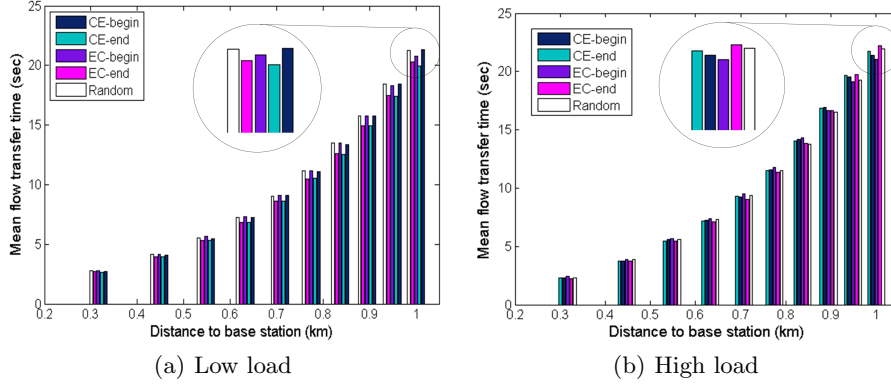 CE-begin
CE-end
EC-begin
EC-end
Random
Mean flow transfer time (sec)
25
20
15
10
5
0
0.2 0.3 0.4 0.5 0.6 0.7 0.8 0.9 1
Distance to base station (km)
(a) Low load
CE-begin
CE-end
EC-begin
EC-end
Random
Mean flow transfer time (sec)
25
20
15
10
5
0
0.2 0.3 0.4 0.5 0.6 0.7 0.8 0.9 1
Distance to base station (km)
(b) High load